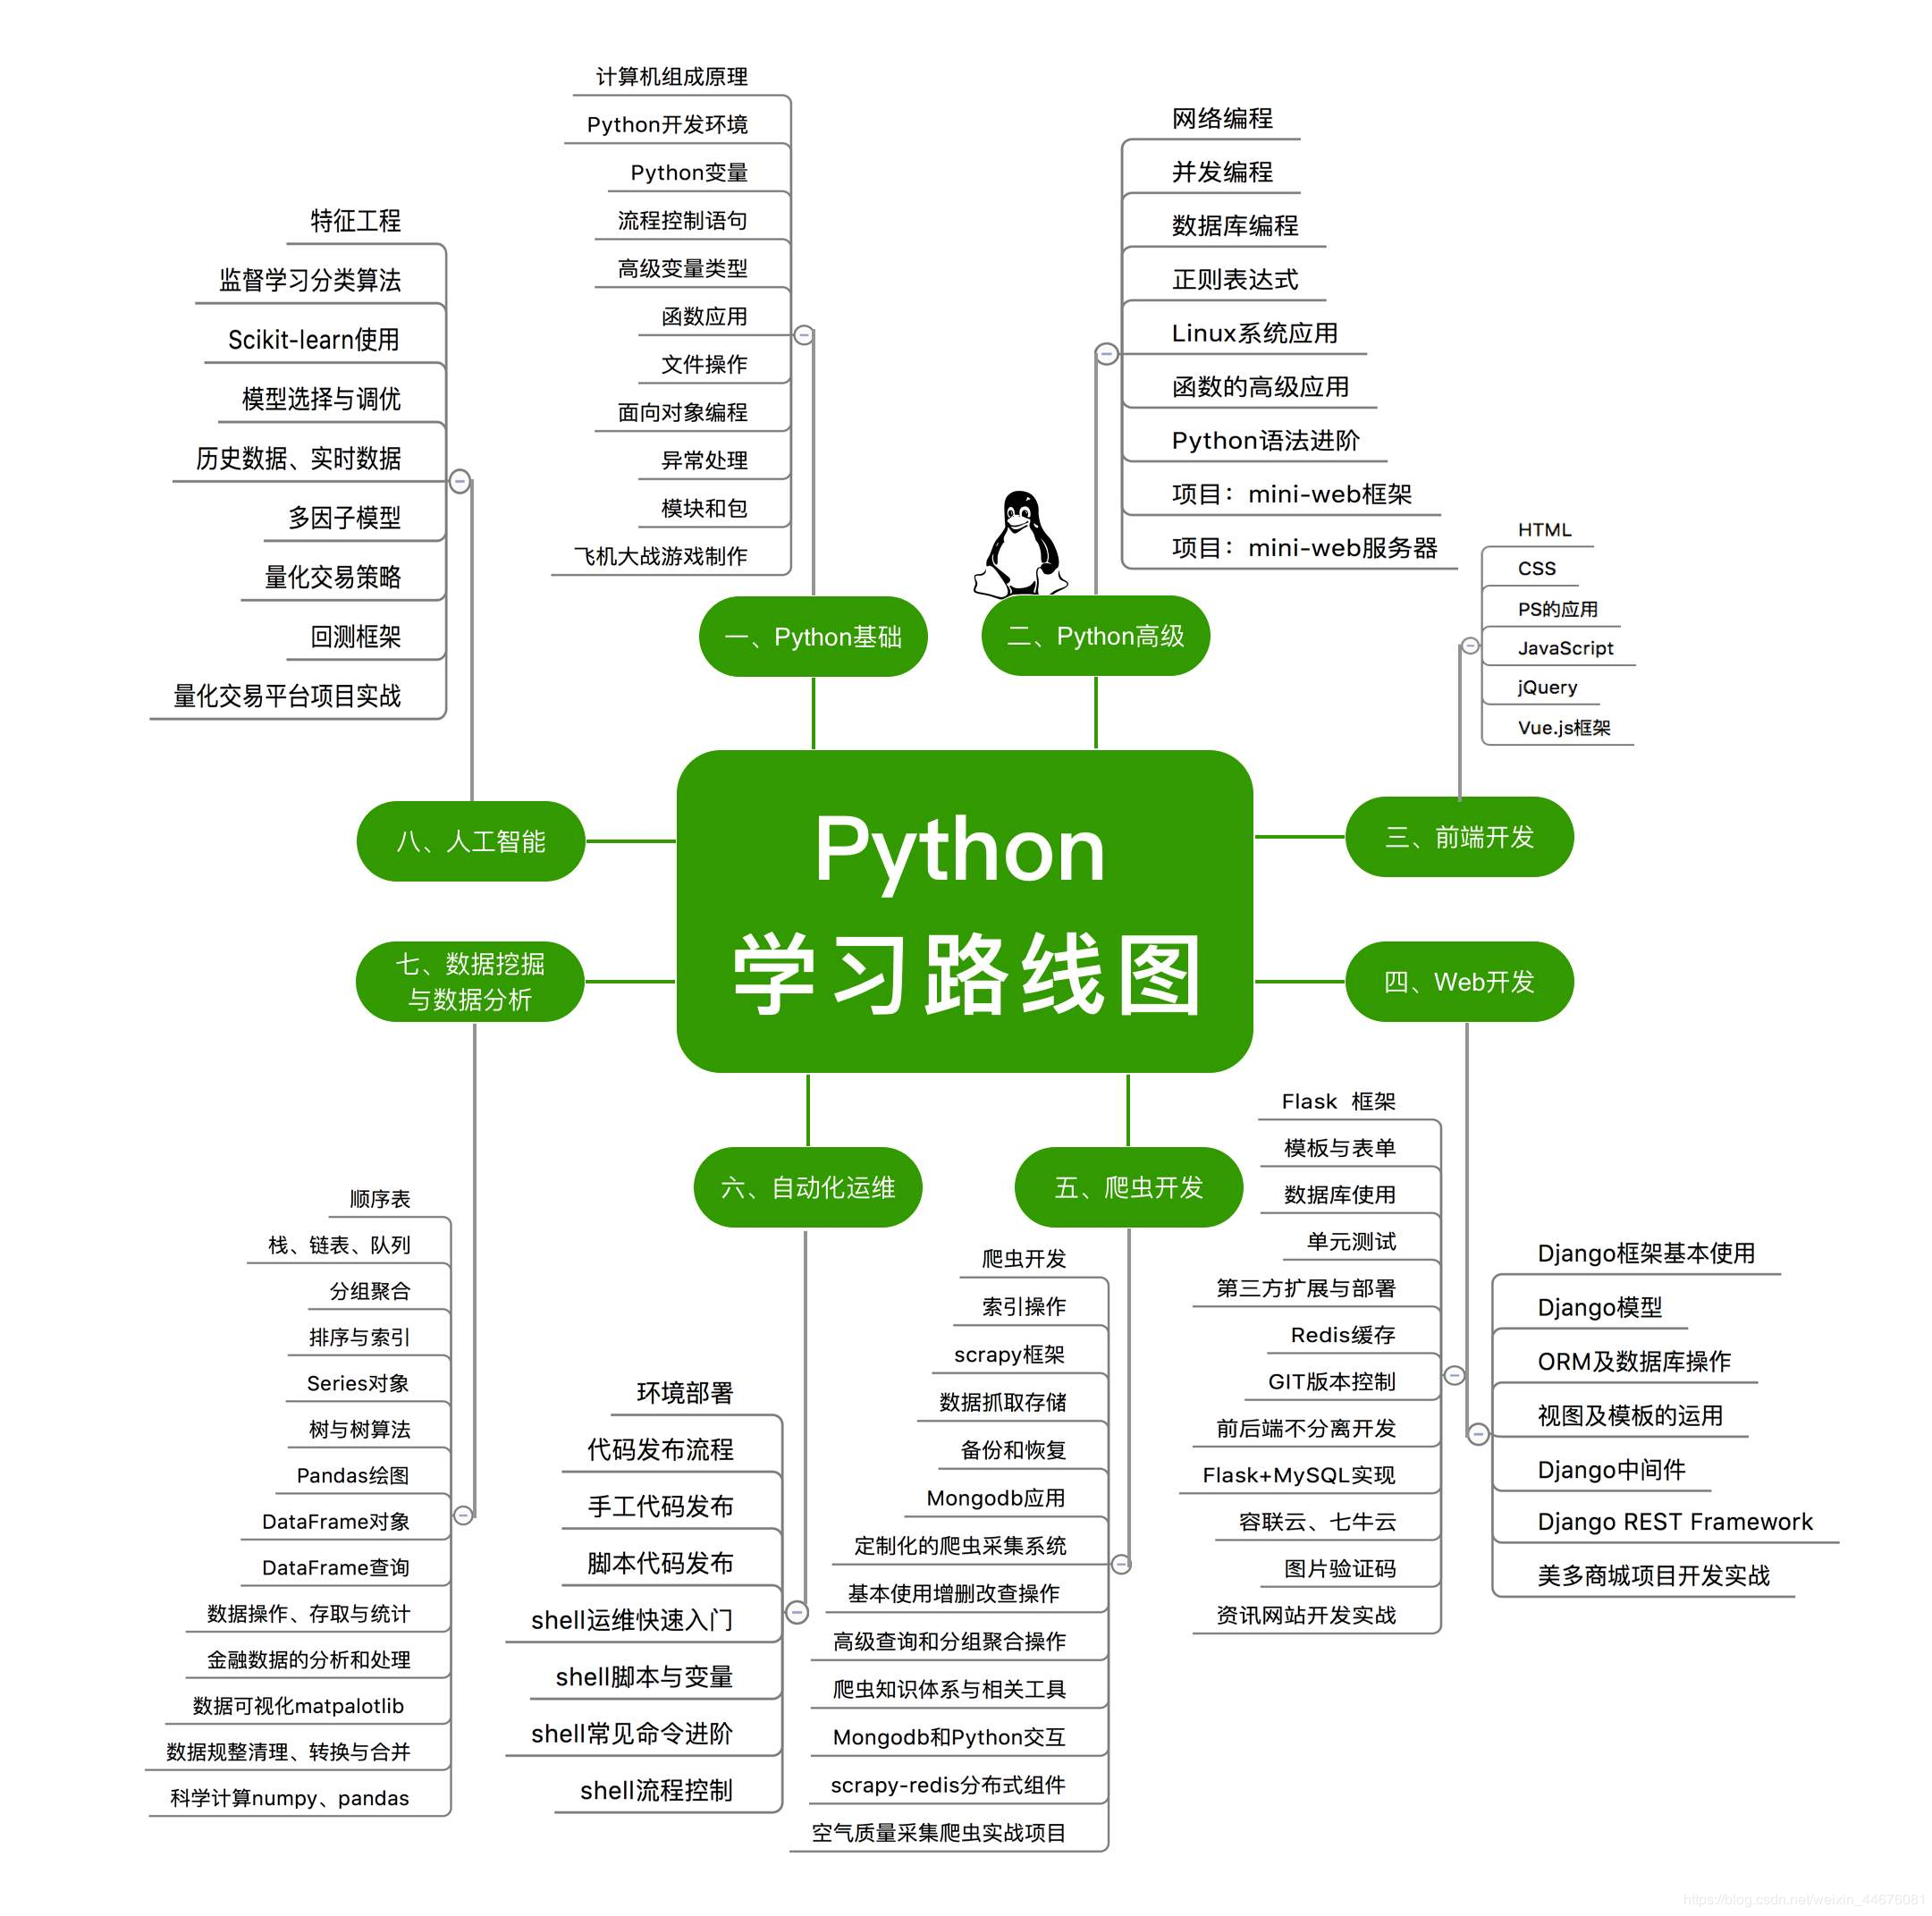 Python
学习路线图
一、Python基础
计算机组成原理
Python开发环境
Python变量
流程控制语句
高级变量类型
函数应用
文件操作
面向对象编程
异常处理
模块和包
飞机大战游戏制作
二、Python高级
网络编程
并发编程
数据库编程
正则表达式
Linux系统应用
函数的高级应用
Python语法进阶
项目：mini-web框架
项目：mini-web服务器
三、前端开发
HTML
CSS
PS的应用
JavaScript
jQuery
Vue.js框架
四、Web开发
Flask 框架
模板与表单
数据库使用
单元测试
第三方扩展与部署
Redis缓存
GIT版本控制
前后端不分离开发
Flask+MySQL实现
容联云、七牛云
图片验证码
资讯网站开发实战
Django框架基本使用
Django模型
ORM及数据库操作
视图及模板的运用
Django中间件
Django REST Framework
美多商城项目开发实战
五、爬虫开发
爬虫开发
索引操作
scrapy框架
数据抓取存储
备份和恢复
Mongodb应用
定制化的爬虫采集系统
基本使用增删改查操作
高级查询和分组聚合操作
爬虫知识体系与相关工具
Mongodb和Python交互
scrapy-redis分布式组件
空气质量采集爬虫实战项目
六、自动化运维
环境部署
代码发布流程
手工代码发布
脚本代码发布
shell运维快速入门
shell脚本与变量
shell常见命令进阶
shell流程控制
七、数据挖掘
与数据分析
顺序表
栈、链表、队列
分组聚合
排序与索引
Series对象
树与树算法
Pandas绘图
DataFrame对象
DataFrame查询
数据操作、存取与统计
金融数据的分析和处理
数据可视化matpalotlib
数据规整清理、转换与合并
科学计算numpy、pandas
八、人工智能
特征工程
监督学习分类算法
Scikit-learn使用
模型选择与调优
历史数据、实时数据
多因子模型
量化交易策略
回测框架
量化交易平台项目实战
https://blog.csdn.net/weixin_44676081